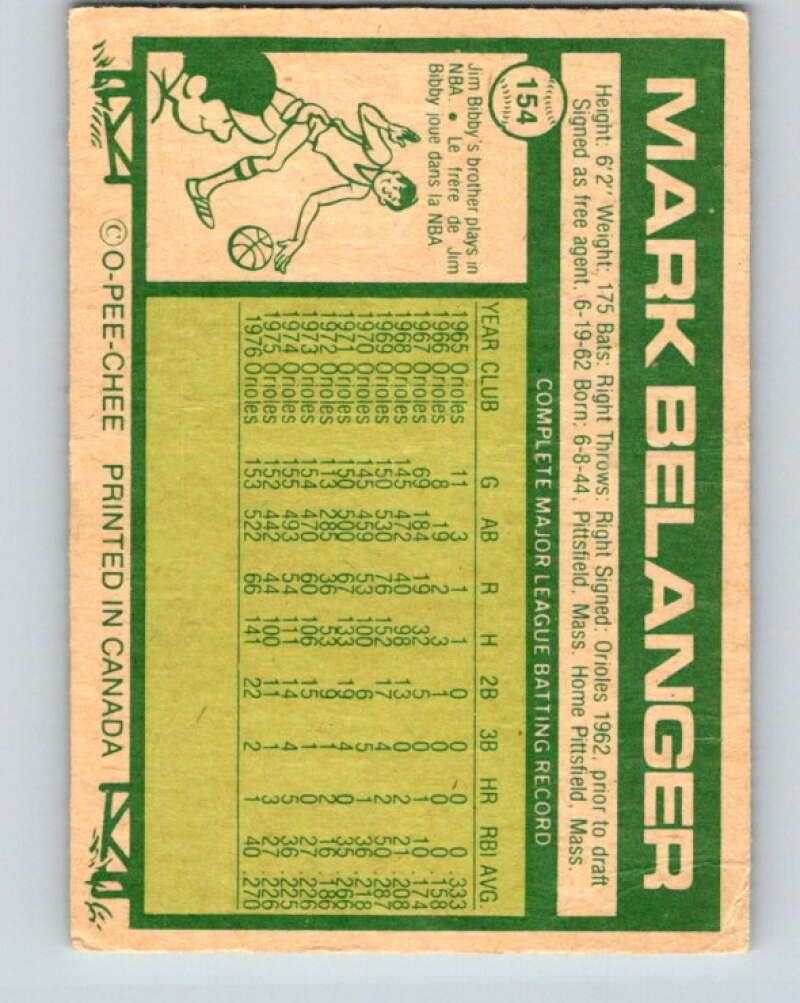 MARK BELANGER
Height: 6'2" Weight: 175 Bats: Right Throws: Right Signed: Orioles 1962, prior to draft
Signed as free agent, 6-19-62 Born: 6-8-44, Pittsfield, Mass. Home Pittsfield, Mass.
154
Jim Bibby's brother plays in
NBA. • Le frère de Jim
Bibby joue dans la NBA.
COMPLETE MAJOR LEAGUE BATTING RECORD
YEAR CLUB G AB R H 2B 3B HR RBI AVG.
1965 Orioles 11 3 1 1 0 0 0 0 .333
1966 Orioles 8 19 2 3 1 0 0 0 .158
1967 Orioles 69 184 19 32 5 0 1 10 .174
1968 Orioles 145 472 40 98 13 0 2 21 .208
1969 Orioles 150 530 76 152 17 4 2 50 .287
1970 Orioles 145 459 53 100 6 5 1 36 .218
1971 Orioles 150 500 67 133 19 4 0 35 .266
1972 Orioles 113 285 36 53 9 1 2 16 .186
1973 Orioles 154 470 60 106 15 1 0 27 .226
1974 Orioles 155 493 54 111 14 4 5 36 .225
1975 Orioles 152 442 44 100 11 1 3 27 .226
1976 Orioles 153 522 66 141 22 2 1 40 .270
©O-PEE-CHEE PRINTED IN CANADA